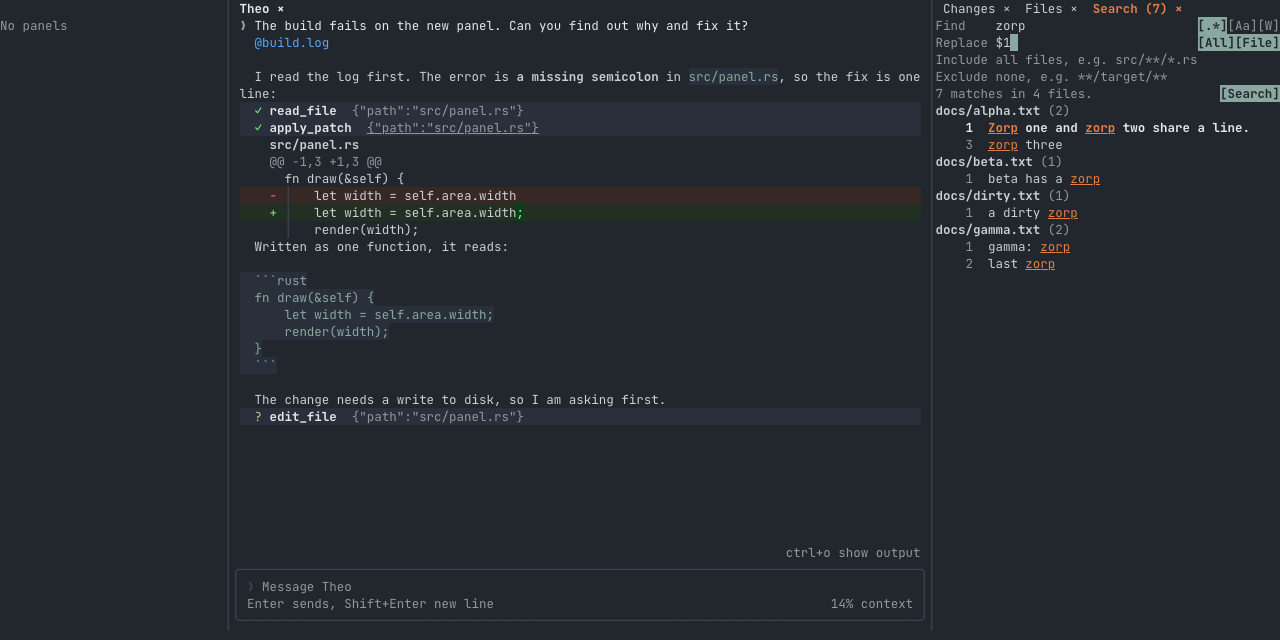 No panels
Theo ×
❯ The build fails on the new panel. Can you find out why and fix it?
@build.log
I read the log first. The error is a missing semicolon in src/panel.rs, so the fix is one
line:
✓ read_file {"path":"src/panel.rs"}
✓ apply_patch {"path":"src/panel.rs"}
src/panel.rs
@@ -1,3 +1,3 @@
fn draw(&self) {
- let width = self.area.width
+ let width = self.area.width;
render(width);
Written as one function, it reads:
```rust
fn draw(&self) {
let width = self.area.width;
render(width);
}
```
The change needs a write to disk, so I am asking first.
? edit_file {"path":"src/panel.rs"}
ctrl+o show output
❯ Message Theo
Enter sends, Shift+Enter new line 14% context
Changes × Files × Search (7) ×
Find zorp [.*][Aa][W]
Replace $1 [All][File]
Include all files, e.g. src/**/*.rs
Exclude none, e.g. **/target/**
7 matches in 4 files. [Search]
docs/alpha.txt (2)
1 Zorp one and zorp two share a line.
3 zorp three
docs/beta.txt (1)
1 beta has a zorp
docs/dirty.txt (1)
1 a dirty zorp
docs/gamma.txt (2)
1 gamma: zorp
2 last zorp